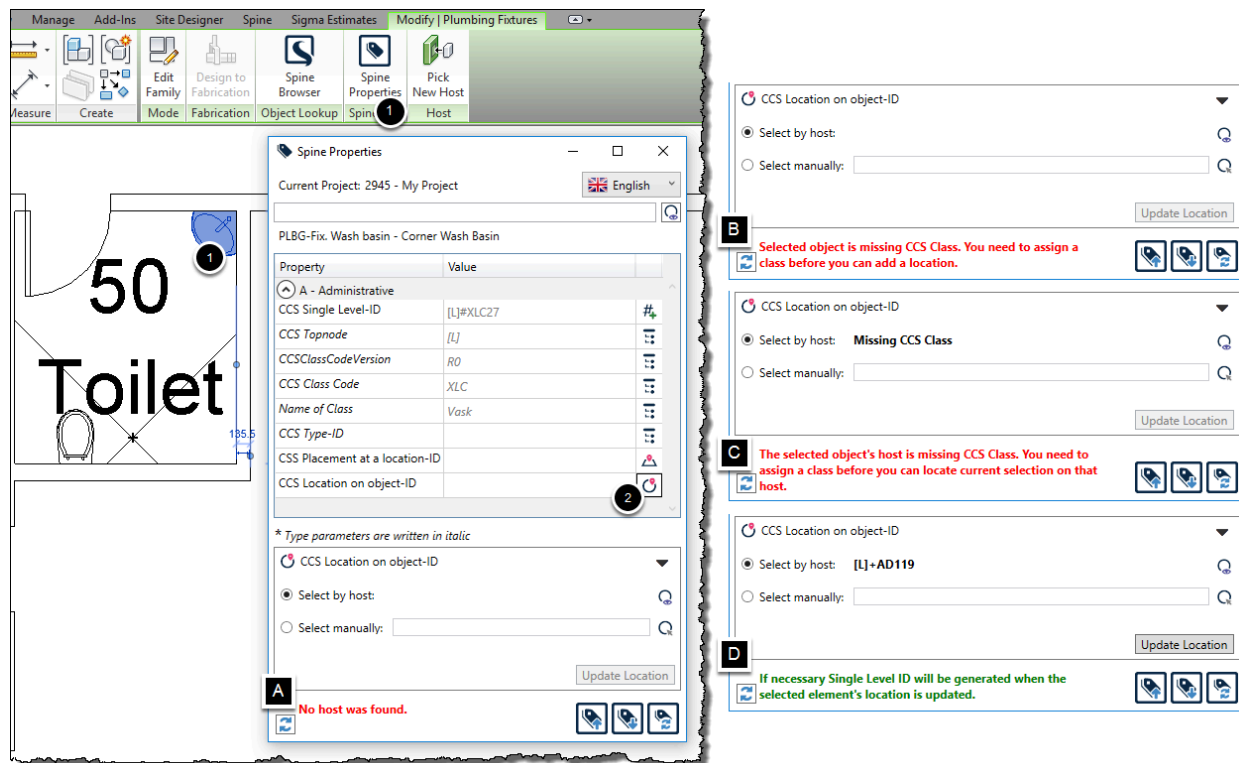 Manage Add-Ins Site Designer Spine Sigma Estimates Modify | Plumbing Fixtures
Edit Family
Design to Fabrication
Spine Browser
Spine Properties
Pick New Host
Measure Create Mode Fabrication Object Lookup Spin Host
1
Spine Properties
Current Project: 2945 - My Project English
PLBG-Fix. Wash basin - Corner Wash Basin
Property Value
A - Administrative
CCS Single Level-ID [L]#XLC27
CCS Topnode [L]
CCSClassCodeVersion R0
CCS Class Code XLC
Name of Class Vask
CCS Type-ID
CSS Placement at a location-ID
CCS Location on object-ID
2
* Type parameters are written in italic
CCS Location on object-ID
Select by host:
Select manually:
Update Location
A
No host was found.
1
50
Toilet
135.5
CCS Location on object-ID
Select by host:
Select manually:
Update Location
B
Selected object is missing CCS Class. You need to assign a
class before you can add a location.
CCS Location on object-ID
Select by host: Missing CCS Class
Select manually:
Update Location
C
The selected object's host is missing CCS Class. You need to
assign a class before you can locate current selection on that
host.
CCS Location on object-ID
Select by host: [L]+AD119
Select manually:
Update Location
D
If necessary Single Level ID will be generated when the
selected element's location is updated.